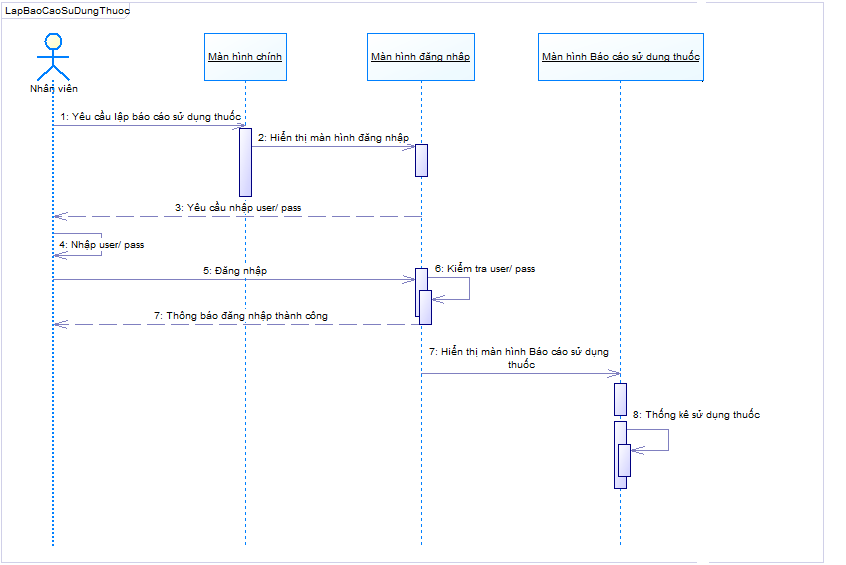 LapBaoCaoSuDungThuoc
Màn hình chính
Màn hình đăng nhập
Màn hình Báo cáo sử dung thuốc
Nhân viên
1: Yêu cầu lập báo cáo sử dụng thuốc
2: Hiển thị màn hình đăng nhập
3: Yêu cầu nhập user/ pass
4: Nhập user/ pass
5: Đăng nhập
6: Kiểm tra user/ pass
7: Thông báo đăng nhập thành công
7: Hiển thị màn hình Báo cáo sử dụng
thuốc
8: Thống kê sử dụng thuốc